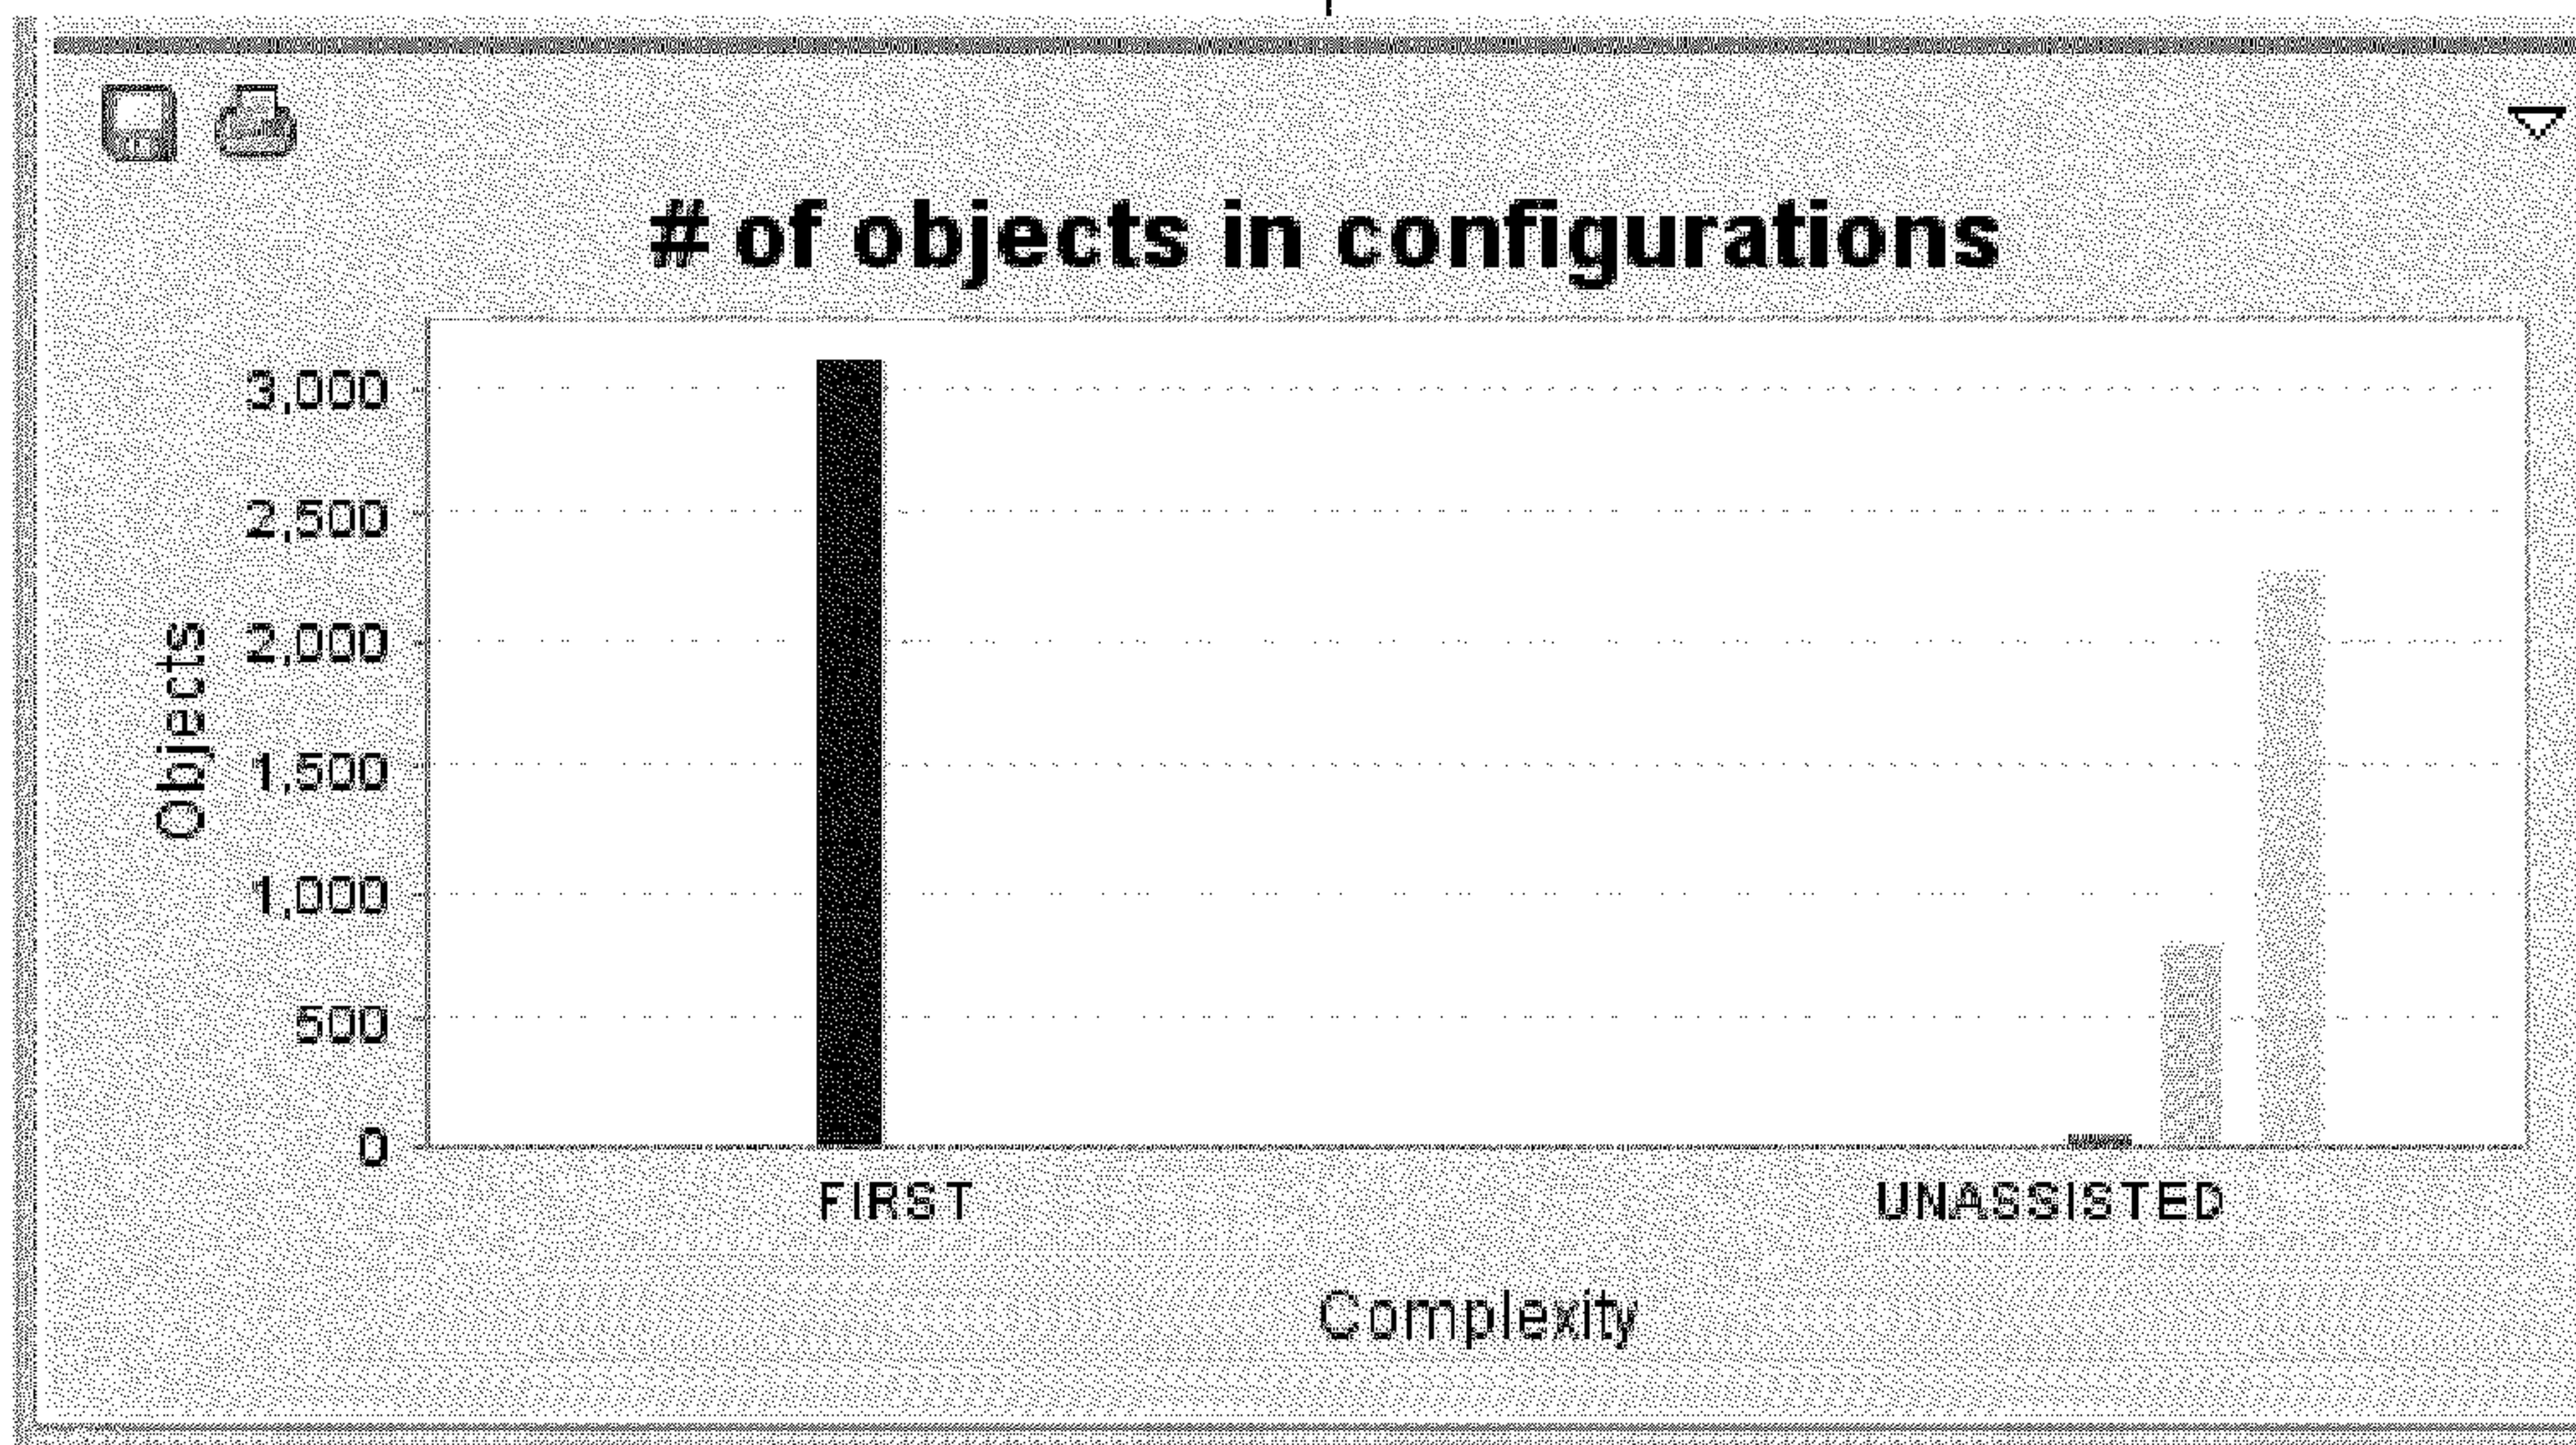 # of objects in configurations
3,000
2,500
2,000
1,500
1,000
500
0
Objects
FIRST
UNASSISTED
Complexity